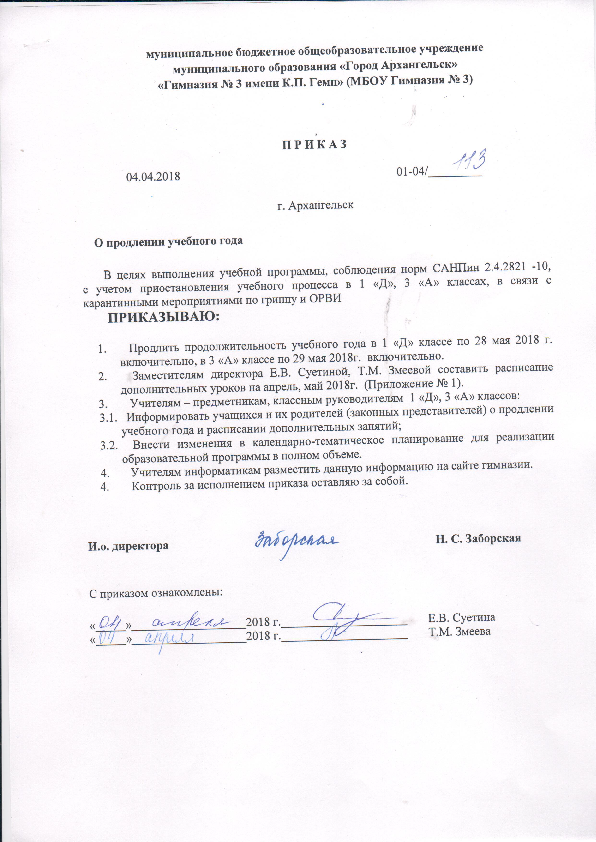 муниципальное бюджетное общеобразовательное учреждение
муниципального образования «Город Архангельск»
«Гимназия № 3 имени К.П. Гемп» (МБОУ Гимназия № 3)
П Р И К А З
04.04.2018 01-04/ 113
г. Архангельск
О продлении учебного года
В целях выполнения учебной программы, соблюдения норм САНПин 2.4.2821 -10,
с учетом приостановления учебного процесса в 1 «Д», 3 «А» классах, в связи с
карантинными мероприятиями по гриппу и ОРВИ
ПРИКАЗЫВАЮ:
1. Продлить продолжительность учебного года в 1 «Д» классе по 28 мая 2018 г.
включительно, в 3 «А» классе по 29 мая 2018г. включительно.
2. Заместителям директора Е.В. Суетиной, Т.М. Змеевой составить расписание
дополнительных уроков на апрель, май 2018г. (Приложение № 1).
3. Учителям – предметникам, классным руководителям 1 «Д», 3 «А» классов:
3.1. Информировать учащихся и их родителей (законных представителей) о продлении
учебного года и расписании дополнительных занятий;
3.2. Внести изменения в календарно-тематическое планирование для реализации
образовательной программы в полном объеме.
4. Учителям информатикам разместить данную информацию на сайте гимназии.
4. Контроль за исполнением приказа оставляю за собой.
И.о. директора Заборская Н. С. Заборская
С приказом ознакомлены:
«04» апреля 2018 г. Е.В. Суетина
«04» апреля 2018 г. Т.М. Змеева